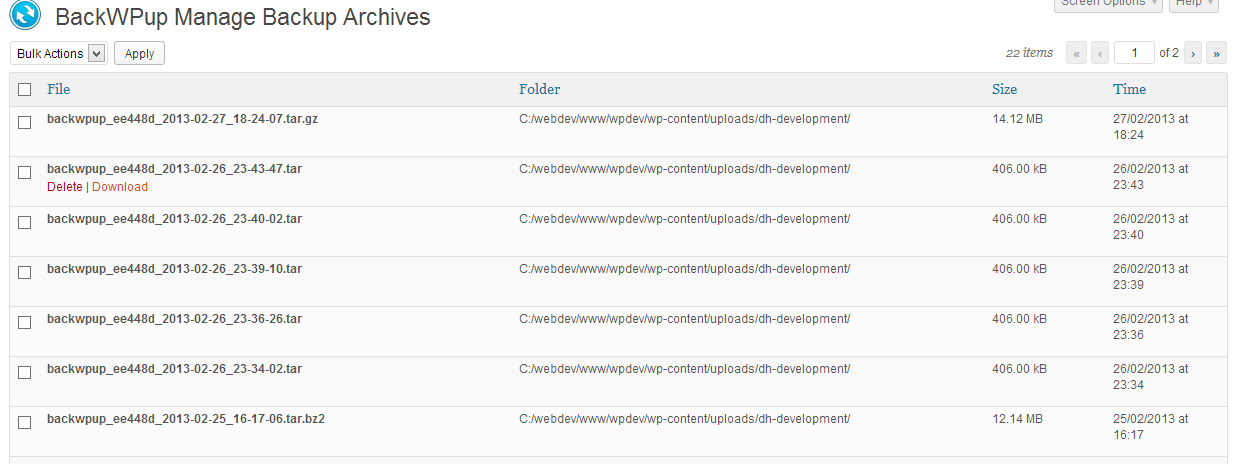 Screen Options Help
BackWPup Manage Backup Archives
Bulk Actions Apply 22 items « ‹ 1 of 2 › »
File Folder Size Time
backwpup_ee448d_2013-02-27_18-24-07.tar.gz C:/webdev/www/wpdev/wp-content/uploads/dh-development/ 14.12 MB 27/02/2013 at
18:24
backwpup_ee448d_2013-02-26_23-43-47.tar C:/webdev/www/wpdev/wp-content/uploads/dh-development/ 406.00 kB 26/02/2013 at
Delete | Download 23:43
backwpup_ee448d_2013-02-26_23-40-02.tar C:/webdev/www/wpdev/wp-content/uploads/dh-development/ 406.00 kB 26/02/2013 at
23:40
backwpup_ee448d_2013-02-26_23-39-10.tar C:/webdev/www/wpdev/wp-content/uploads/dh-development/ 406.00 kB 26/02/2013 at
23:39
backwpup_ee448d_2013-02-26_23-36-26.tar C:/webdev/www/wpdev/wp-content/uploads/dh-development/ 406.00 kB 26/02/2013 at
23:36
backwpup_ee448d_2013-02-26_23-34-02.tar C:/webdev/www/wpdev/wp-content/uploads/dh-development/ 406.00 kB 26/02/2013 at
23:34
backwpup_ee448d_2013-02-25_16-17-06.tar.bz2 C:/webdev/www/wpdev/wp-content/uploads/dh-development/ 12.14 MB 25/02/2013 at
16:17